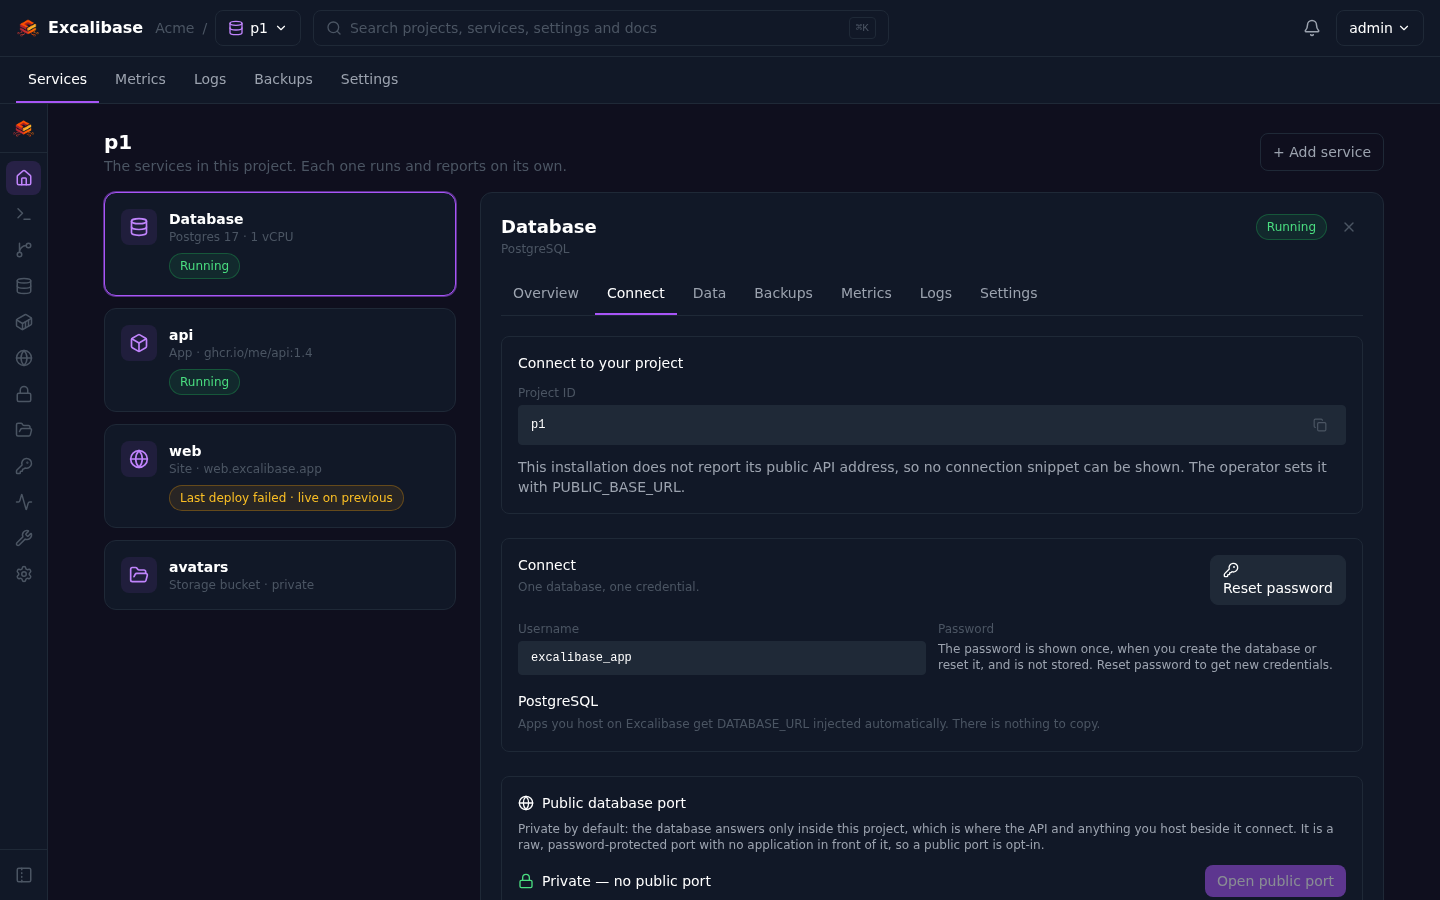 Excalibase Acme / p1 Search projects, services, settings and docs ⌘K admin
Services Metrics Logs Backups Settings
p1
The services in this project. Each one runs and reports on its own.
+ Add service
Database
Postgres 17 · 1 vCPU
Running
api
App · ghcr.io/me/api:1.4
Running
web
Site · web.excalibase.app
Last deploy failed · live on previous
avatars
Storage bucket · private
Database
PostgreSQL
Running
Overview Connect Data Backups Metrics Logs Settings
Connect to your project
Project ID
p1
This installation does not report its public API address, so no connection snippet can be shown. The operator sets it
with PUBLIC_BASE_URL.
Connect
One database, one credential.
Reset password
Username
excalibase_app
Password
The password is shown once, when you create the database or
reset it, and is not stored. Reset password to get new credentials.
PostgreSQL
Apps you host on Excalibase get DATABASE_URL injected automatically. There is nothing to copy.
Public database port
Private by default: the database answers only inside this project, which is where the API and anything you host beside it connect. It is a
raw, password-protected port with no application in front of it, so a public port is opt-in.
Private — no public port
Open public port